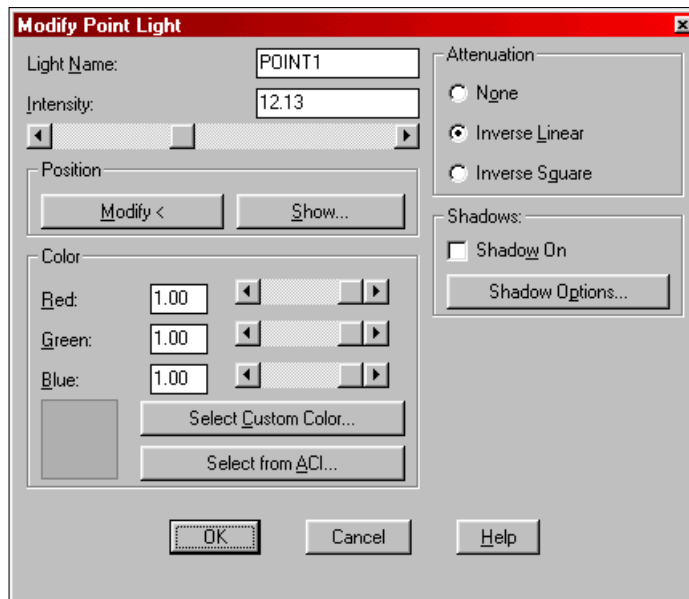 Modify Point Light
Light Name: POINT1
Intensity: 12.13
Position
Modify < Show...
Color
Red: 1.00
Green: 1.00
Blue: 1.00
Select Custom Color...
Select from ACI...
Attenuation
None
Inverse Linear
Inverse Square
Shadows:
Shadow On
Shadow Options...
OK Cancel Help